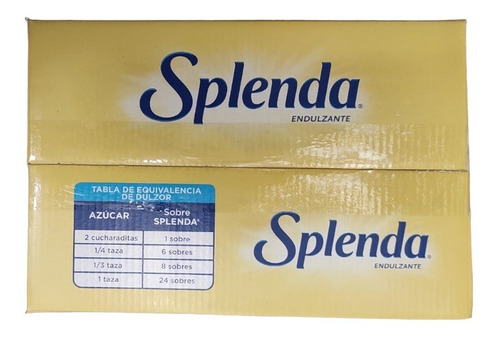 Splenda®
ENDULZANTE
TABLA DE EQUIVALENCIA
DE DULZOR
AZÚCAR Sobre SPLENDA®
2 cucharaditas 1 sobre
1/4 taza 6 sobres
1/3 taza 8 sobres
1 taza 24 sobres
Splenda®
ENDULZANTE